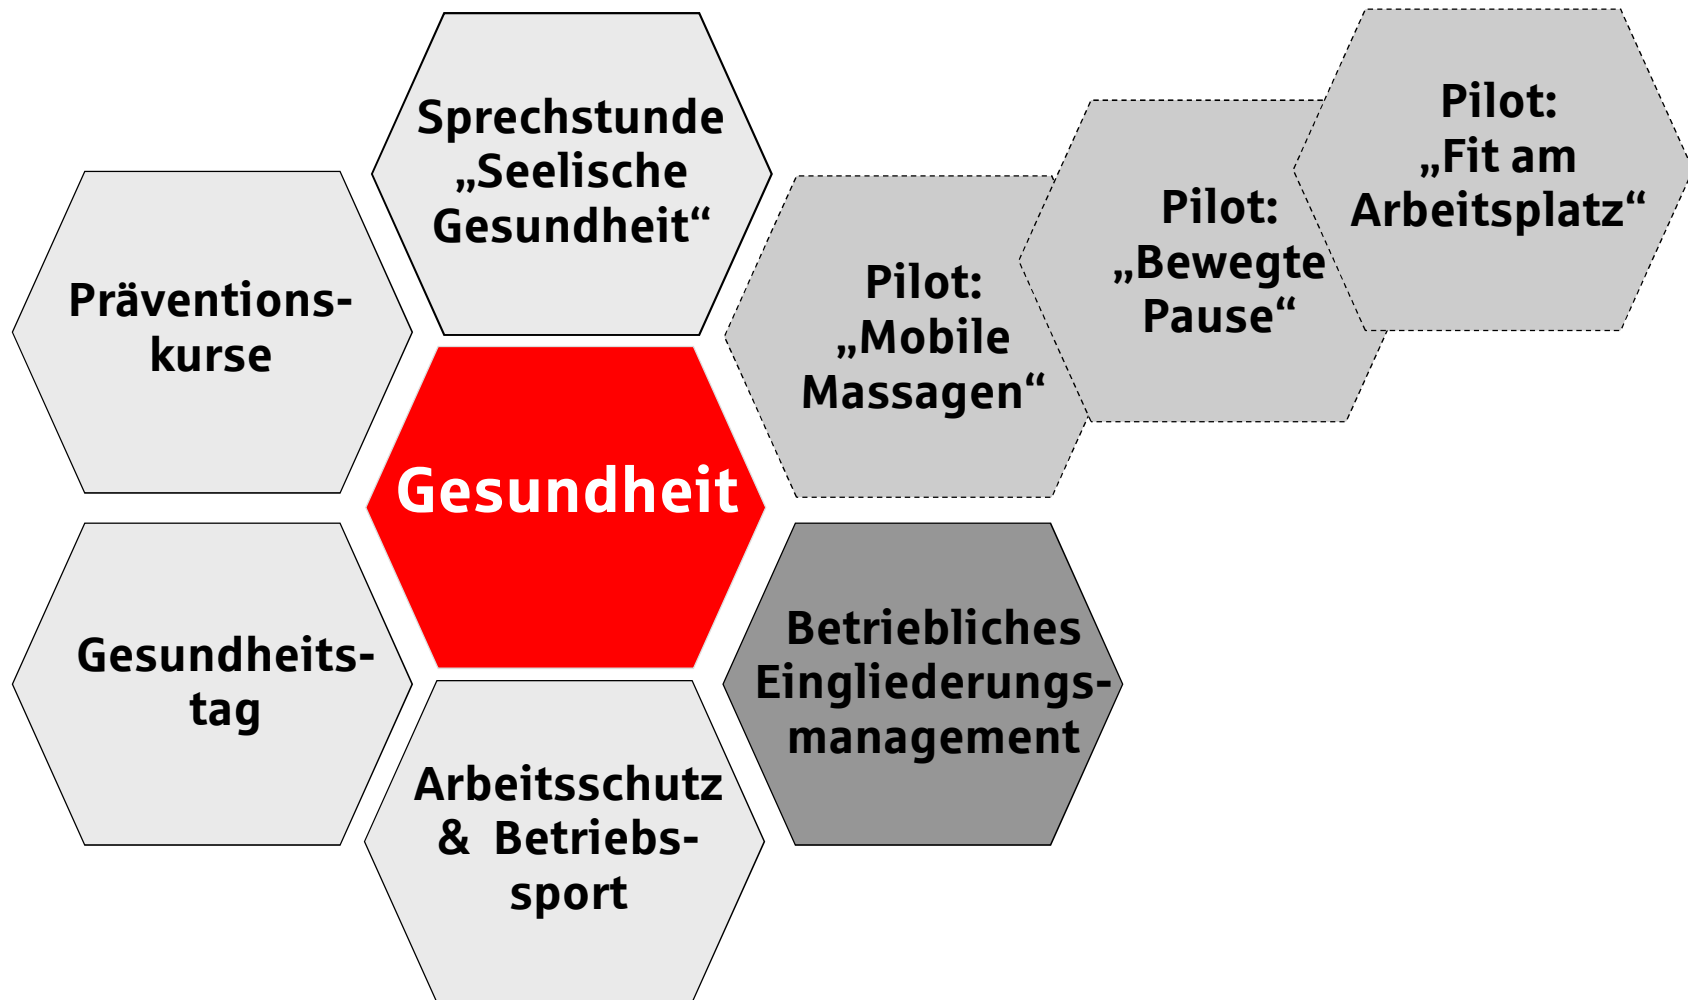 Sprechstunde
„Seelische
Gesundheit“
Präventions-
kurse
Pilot:
„Mobile
Massagen“
Pilot:
„Bewegte
Pause“
Pilot:
„Fit am
Arbeitsplatz“
Gesundheit
Gesundheits-
tag
Arbeitsschutz
& Betriebs-
sport
Betriebliches
Eingliederungs-
management